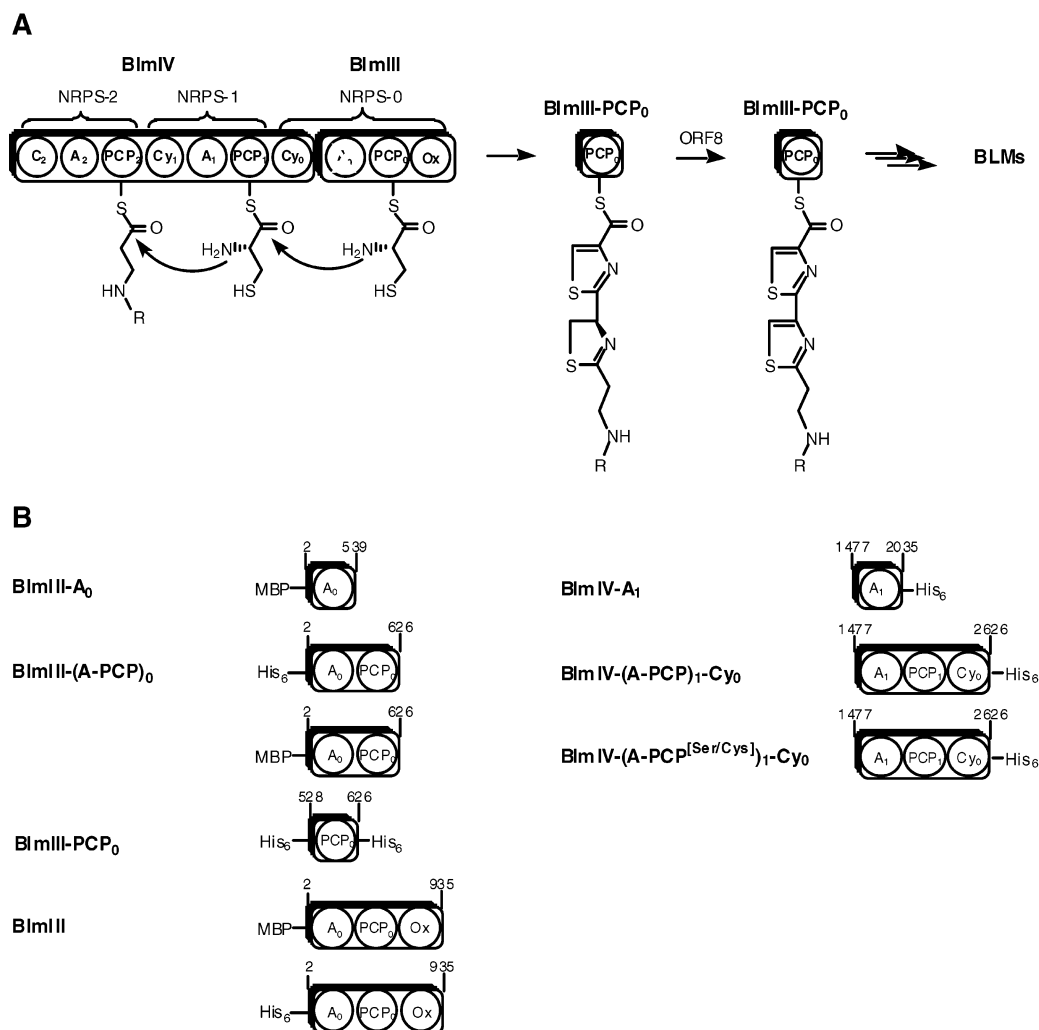 A
BlmIV BlmIII
NRPS-2 NRPS-1 NRPS-0
BlmIII-PCP₀ BlmIII-PCP₀
C₂ A₂ PCP₂ Cy₁ A₁ PCP₁ Cy₀ PCP₀ Ox PCP₀ ORF8 PCP₀ BLMs
S S S S S
O O O O O
H₂N H₂N
N N
HN HS HS S S
R
N N
S S
NH NH
R R
B
BlmIII-A₀ 2 539 MBP A₀
BlmIII-(A-PCP)₀ 2 626 His₆ A₀ PCP₀
2 626 MBP A₀ PCP₀
BlmIII-PCP₀ 528 626 His₆ PCP₀ His₆
BlmIII 2 935 MBP A₀ PCP₀ Ox
2 935 His₆ A₀ PCP₀ Ox
BlmIV-A₁ 1477 2035 A₁ His₆
BlmIV-(A-PCP)₁-Cy₀ 1477 2626 A₁ PCP₁ Cy₀ His₆
BlmIV-(A-PCP[Ser/Cys])₁-Cy₀ 1477 2626 A₁ PCP₁ Cy₀ His₆